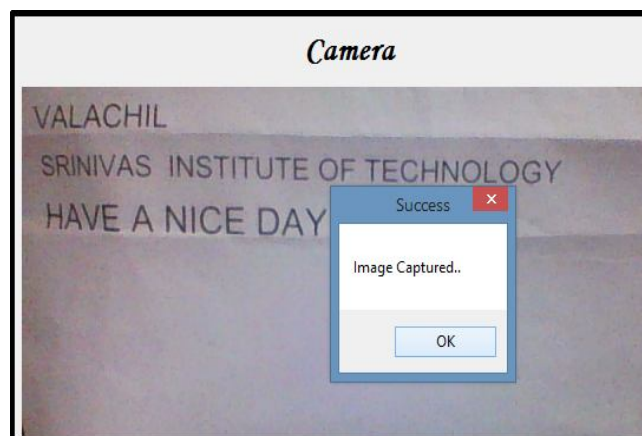 Camera
VALACHIL
SRINIVAS INSTITUTE OF TECHNOLOGY
HAVE A NICE DAY
Success
Image Captured..
OK